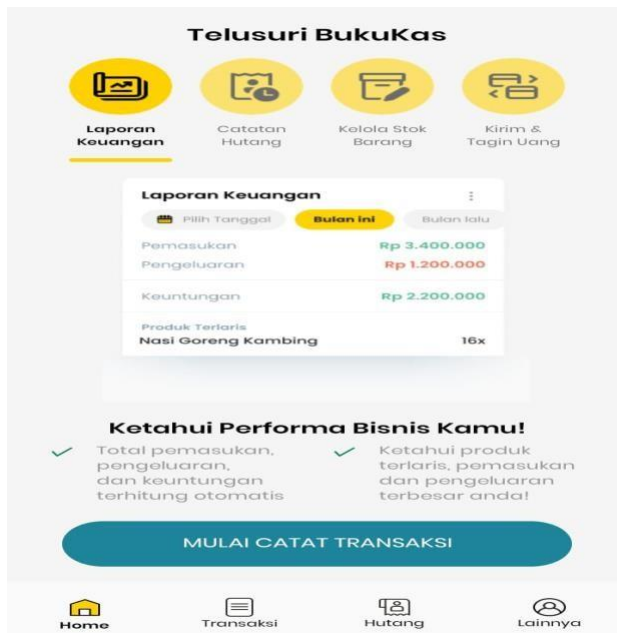 Telusuri BukuKas
Laporan
Keuangan
Catatan
Hutang
Kelola Stok
Barang
Kirim &
Tagin Uang
Laporan Keuangan
Pilih Tanggal
Bulan ini
Bulan lalu
Pemasukan Rp 3.400.000
Pengeluaran Rp 1.200.000
Keuntungan Rp 2.200.000
Produk Terlaris
Nasi Goreng Kambing 16x
Ketahui Performa Bisnis Kamu!
Total pemasukan,
pengeluaran,
dan keuntungan
terhitung otomatis
Ketahui produk
terlaris, pemasukan
dan pengeluaran
terbesar anda!
MULAI CATAT TRANSAKSI
Home
Transaksi
Hutang
Lainnya